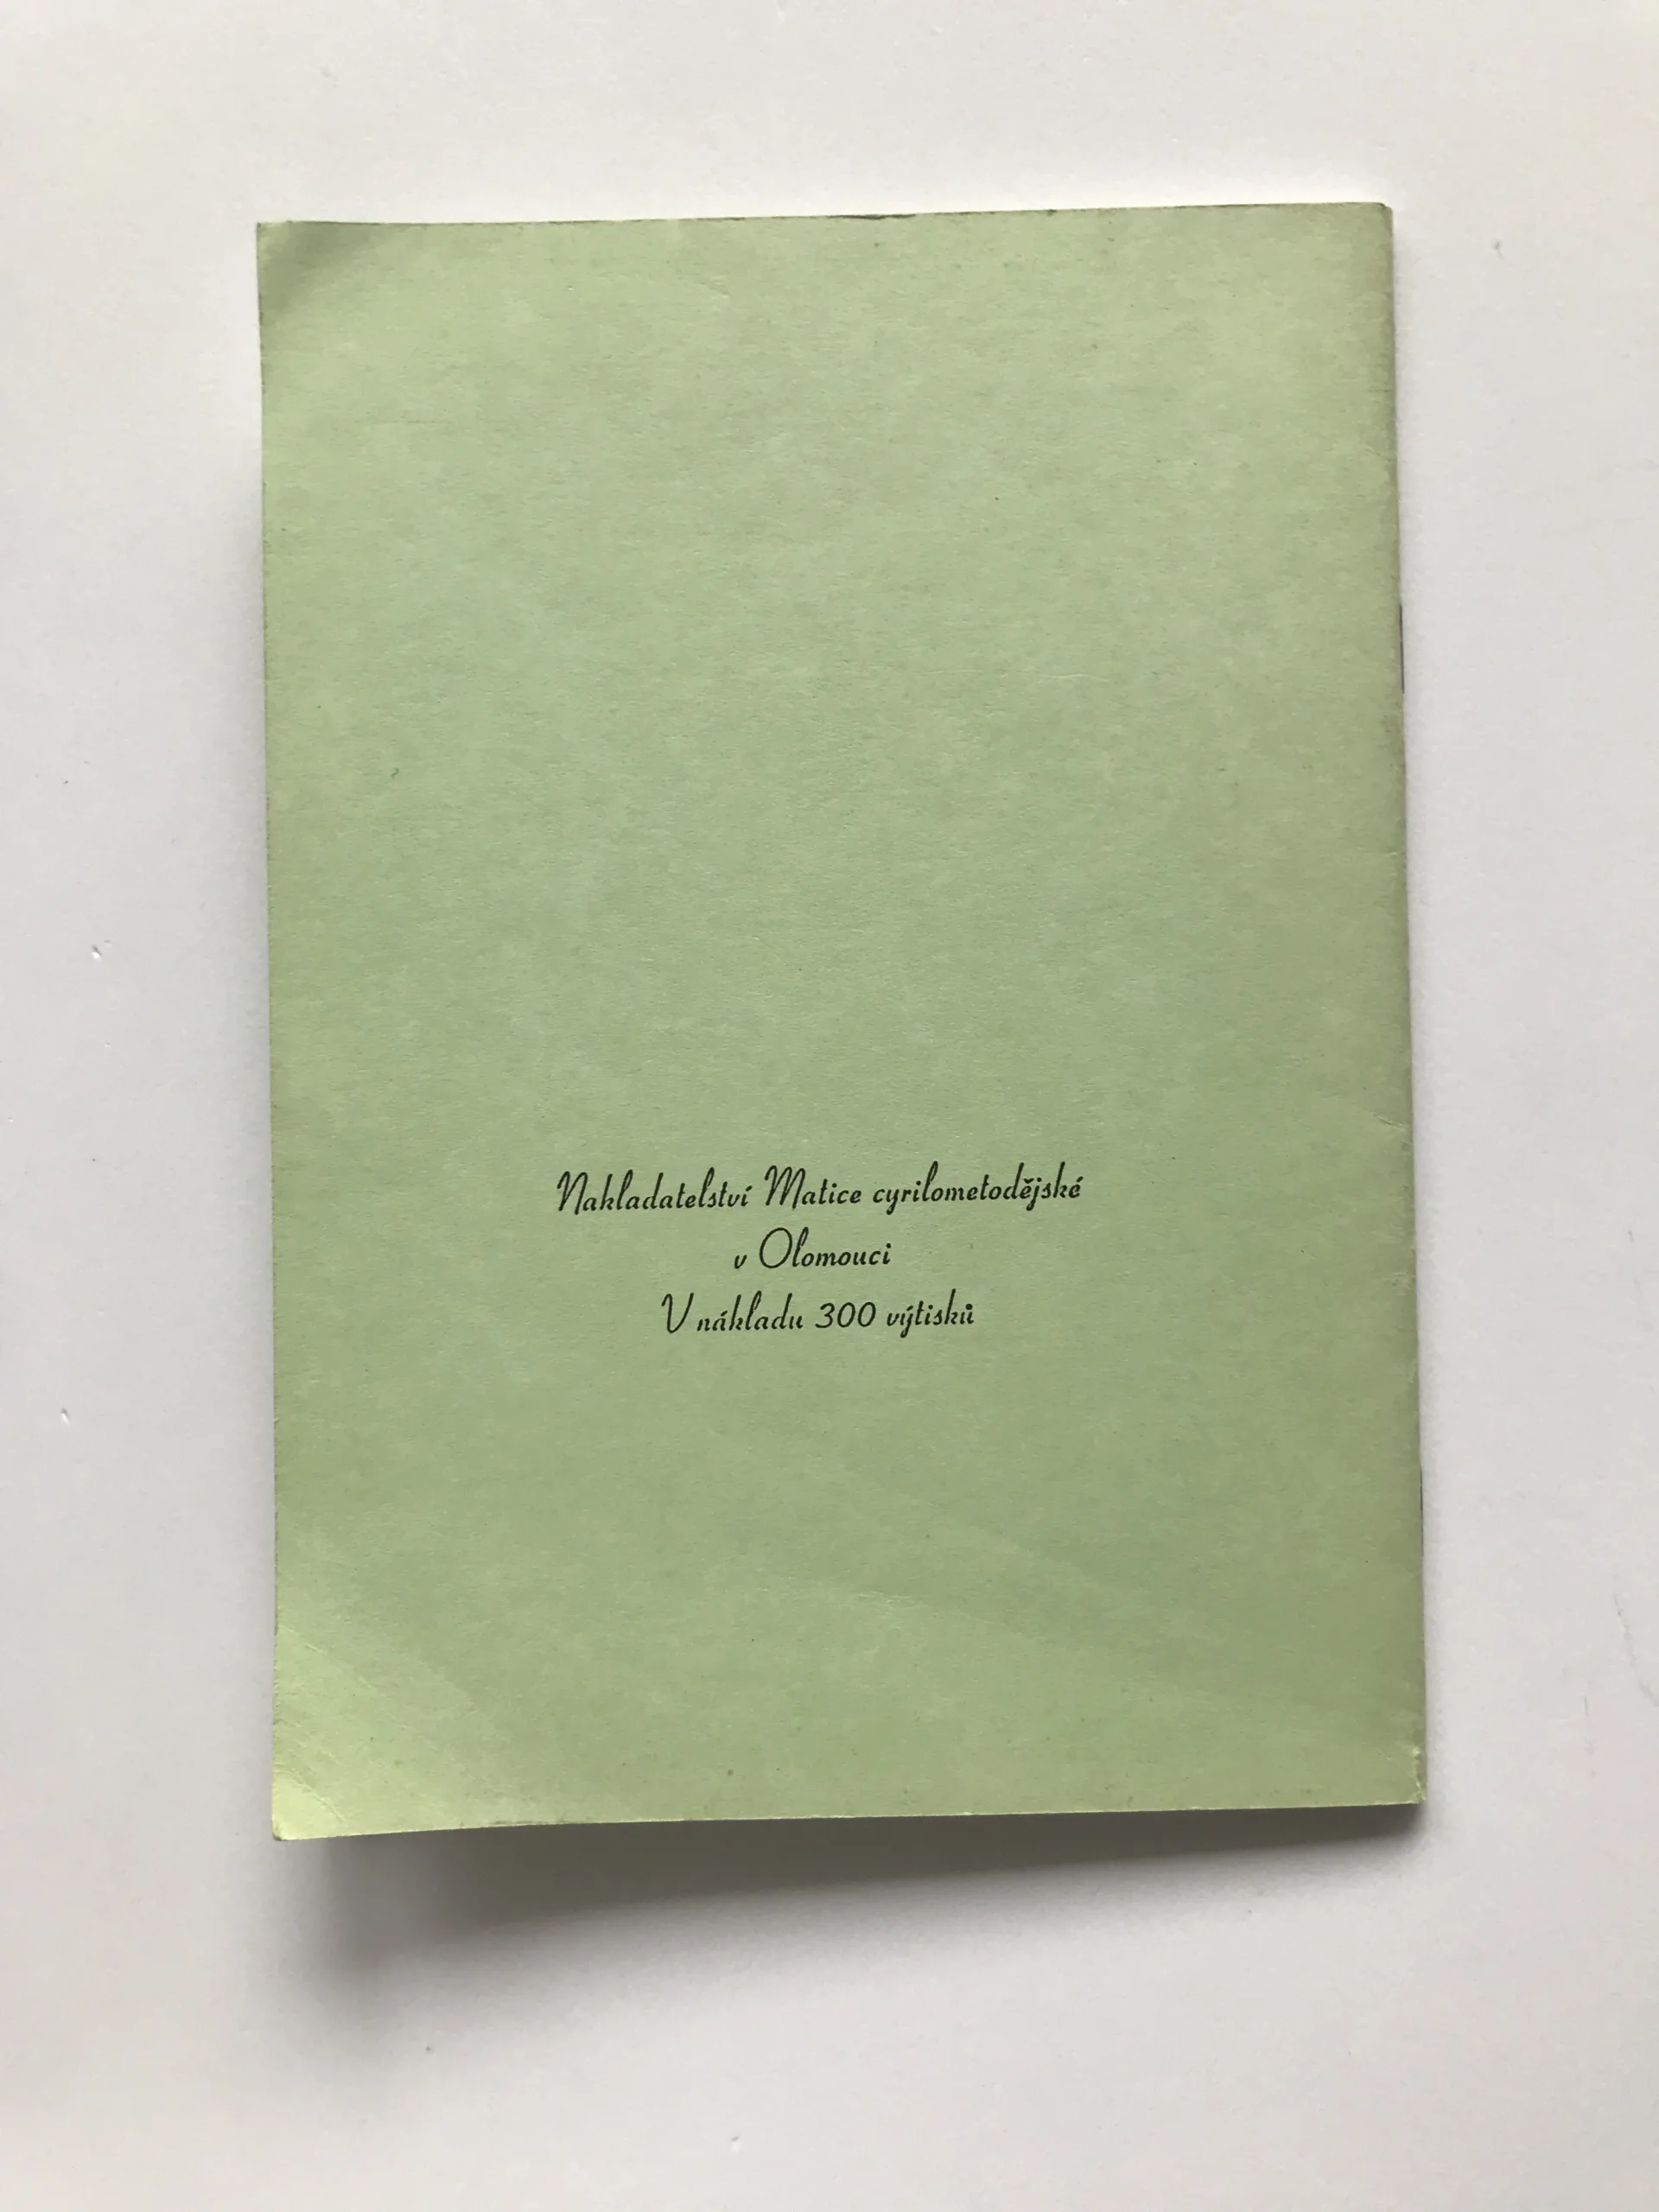 Nakladatelství Matice cyrilometodějské
v Olomouci
V nákladu 300 výtisků